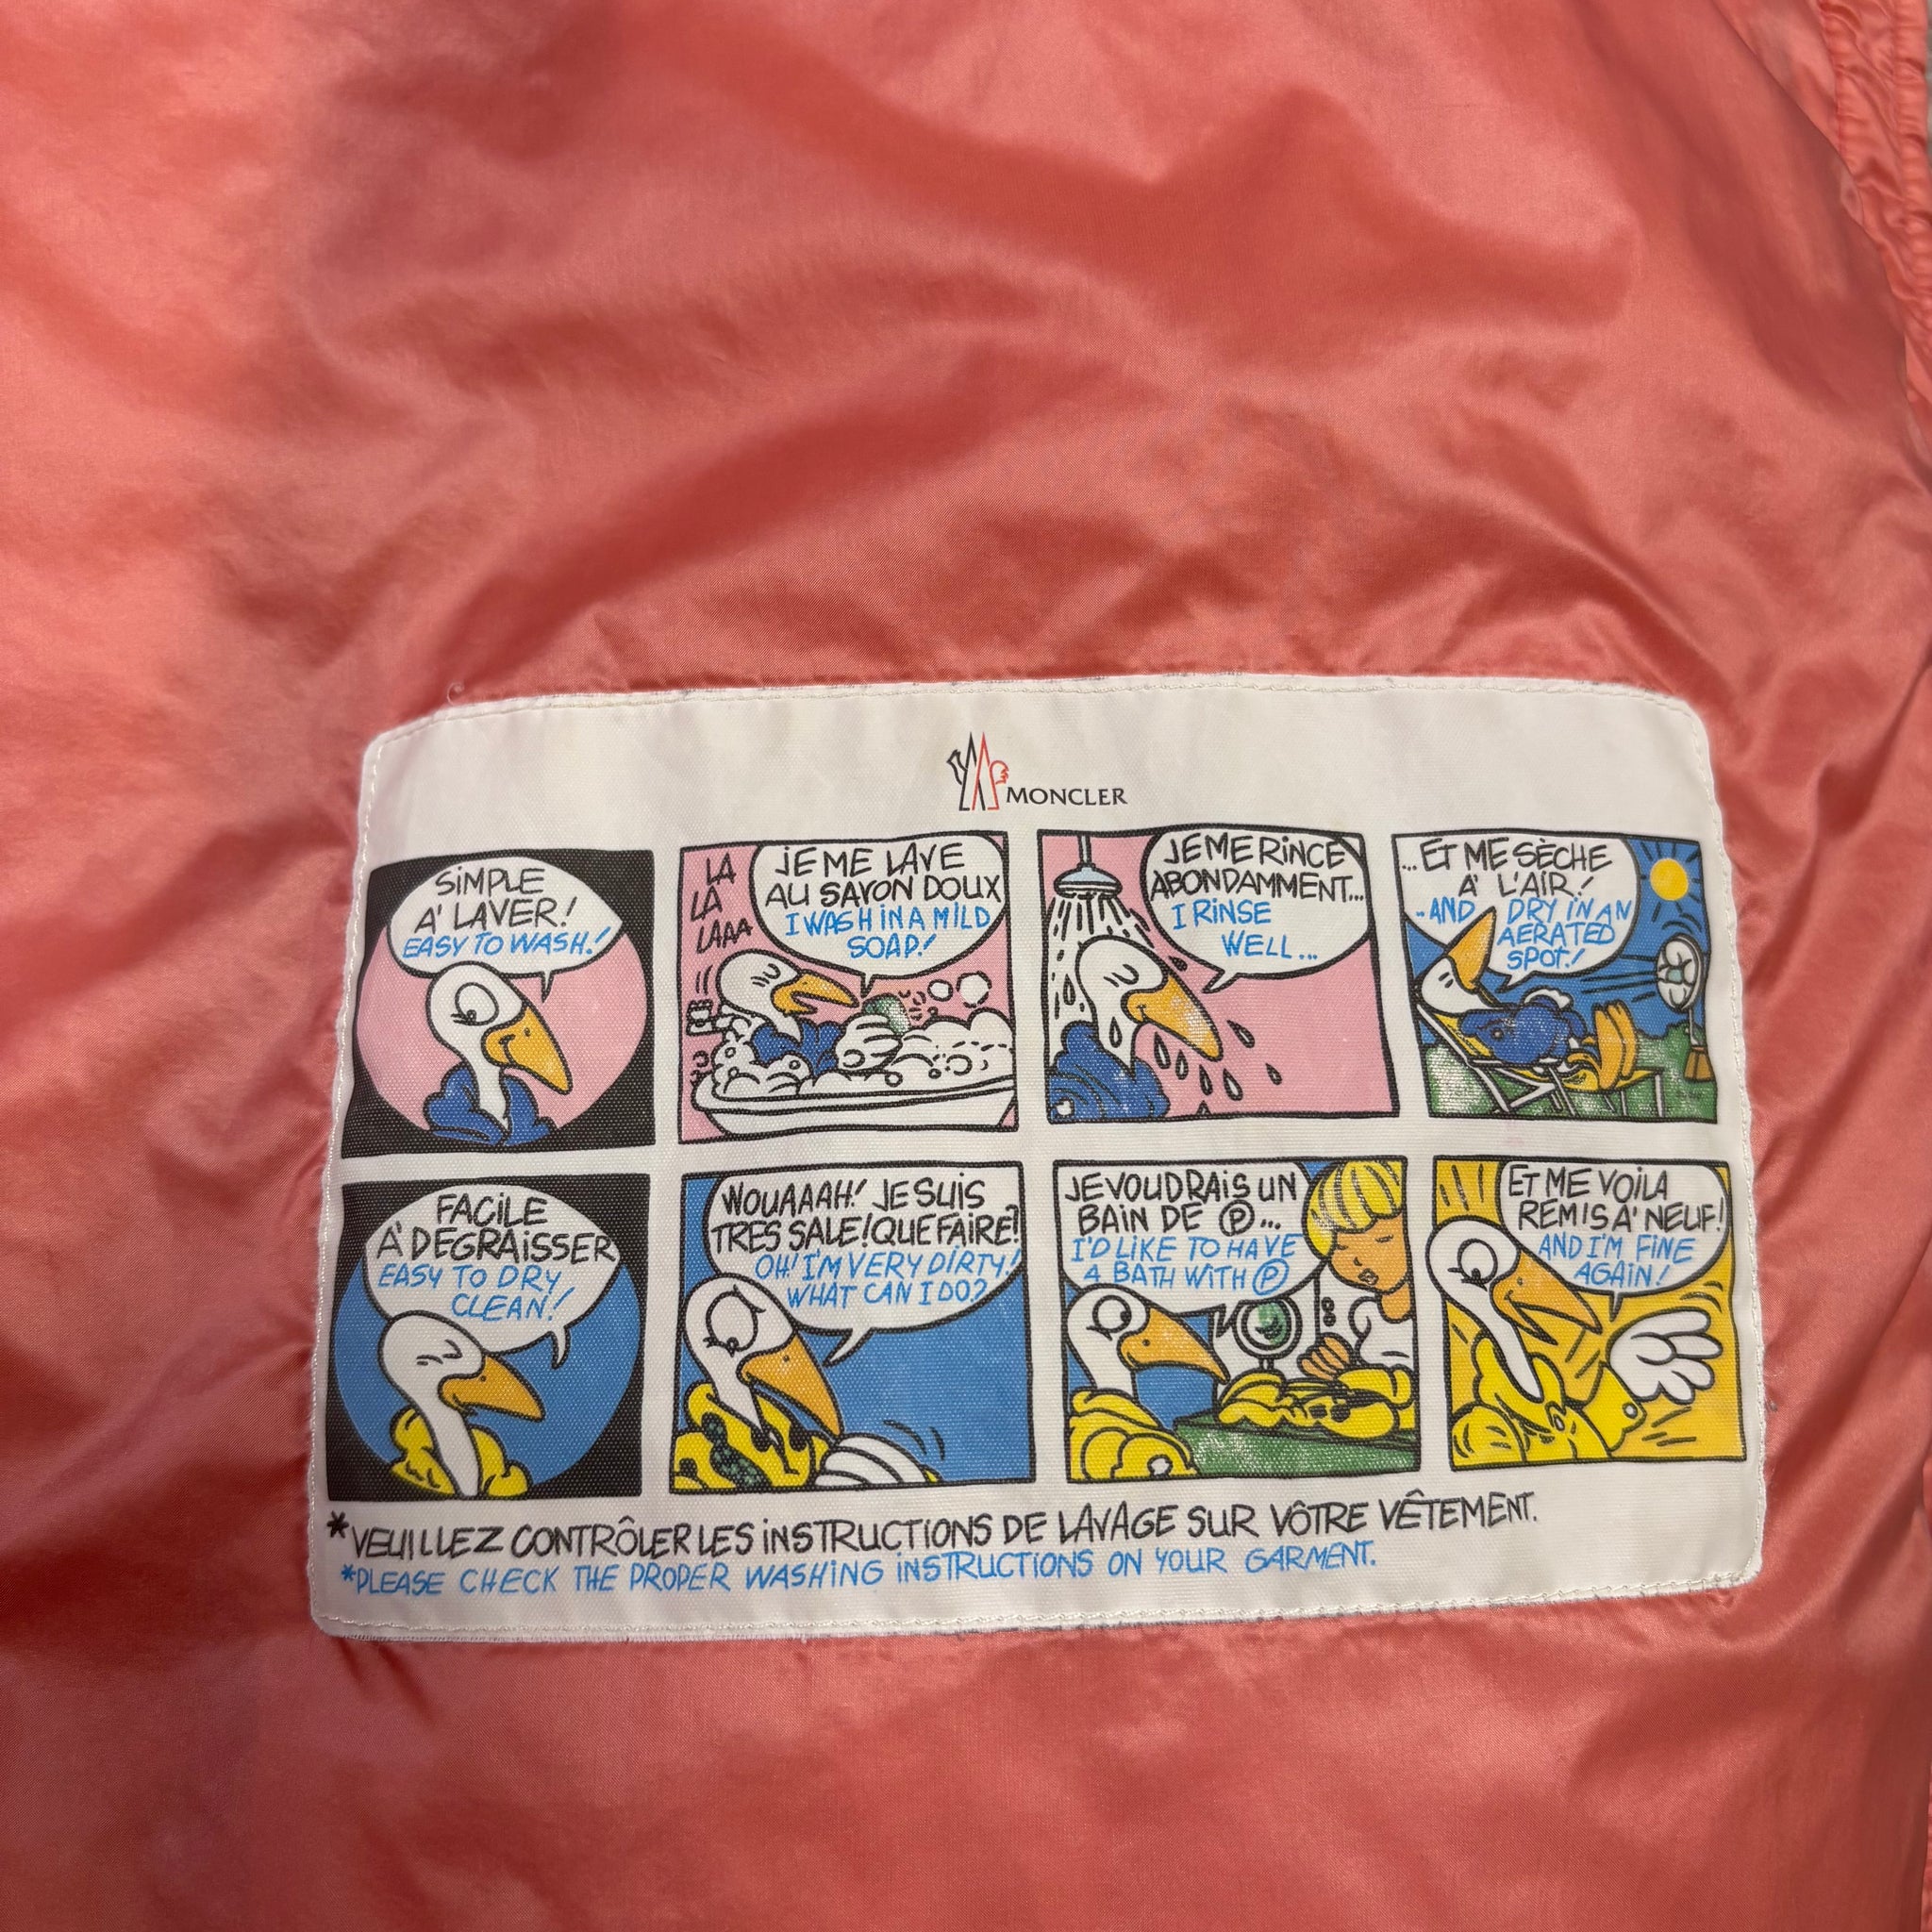 MONCLER
SIMPLE
A' LAVER!
EASY TO WASH!
LA
LA
LAAA
JE ME LAVE
AU SAVON DOUX
I WASH IN A MILD
SOAP!
JE ME RINCE
ABONDAMMENT...
I RINSE
WELL...
...ET ME SÈCHE
A' L'AIR!
..AND DRY IN AN
AERATED
SPOT!
FACILE
A' DEGRAISSER
EASY TO DRY
CLEAN!
WOUAAAH! JE SUIS
TRES SALE! QUE FAIRE?
OH! I'M VERY DIRTY!
WHAT CAN I DO?
JE VOUDRAIS UN
BAIN DE Ⓟ...
I'D LIKE TO HAVE
A BATH WITH Ⓟ
ET ME VOILA
REMIS A' NEUF!
AND I'M FINE
AGAIN!
*VEUILLEZ CONTRÔLER LES INSTRUCTIONS DE LAVAGE SUR VÔTRE VÊTEMENT.
*PLEASE CHECK THE PROPER WASHING INSTRUCTIONS ON YOUR GARMENT.